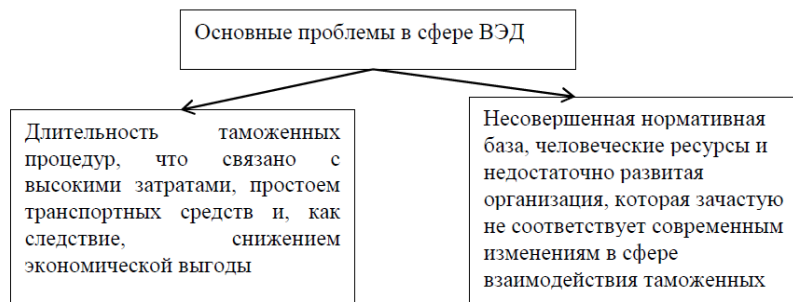 Основные проблемы в сфере ВЭД
Длительность таможенных
процедур, что связано с
высокими затратами, простоем
транспортных средств и, как
следствие, снижением
экономической выгоды
Несовершенная нормативная
база, человеческие ресурсы и
недостаточно развитая
организация, которая зачастую
не соответствует современным
изменениям в сфере
взаимодействия таможенных